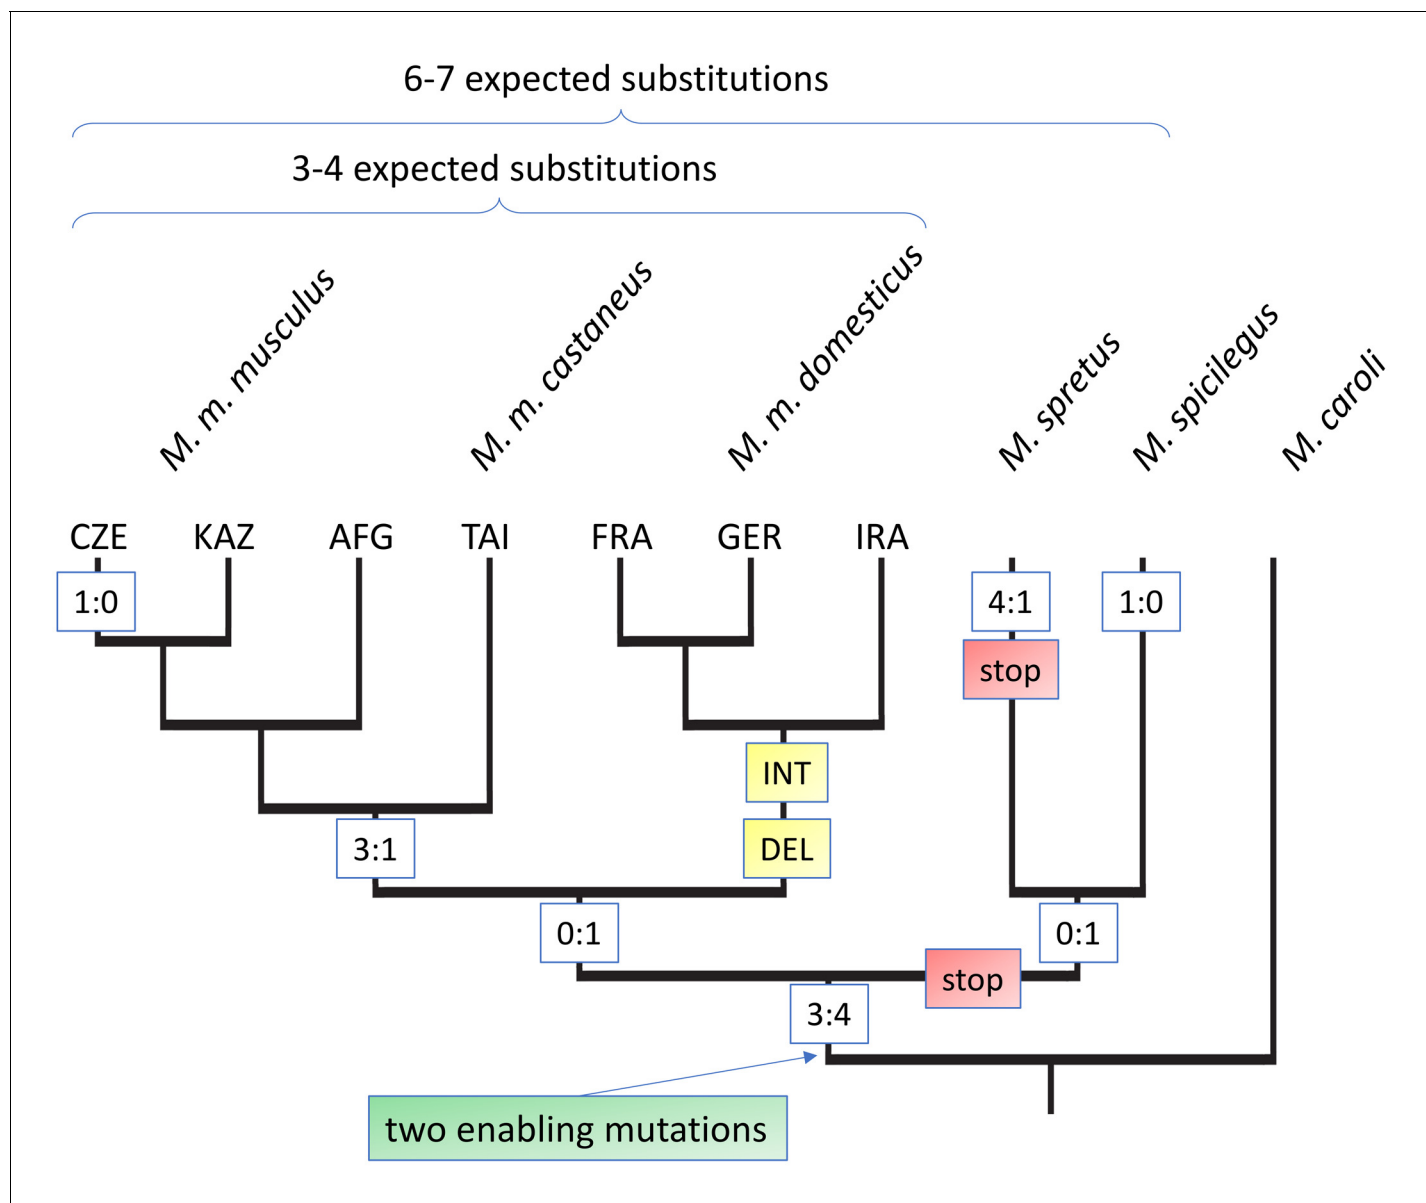 6-7 expected substitutions
3-4 expected substitutions
M. m. musculus
M. m. castaneus
M. m. domesticus
M. spretus
M. spicilegus
M. caroli
CZE KAZ AFG TAI FRA GER IRA
1:0 4:1 1:0
stop
INT
3:1 DEL
0:1 0:1
stop
3:4
two enabling mutations